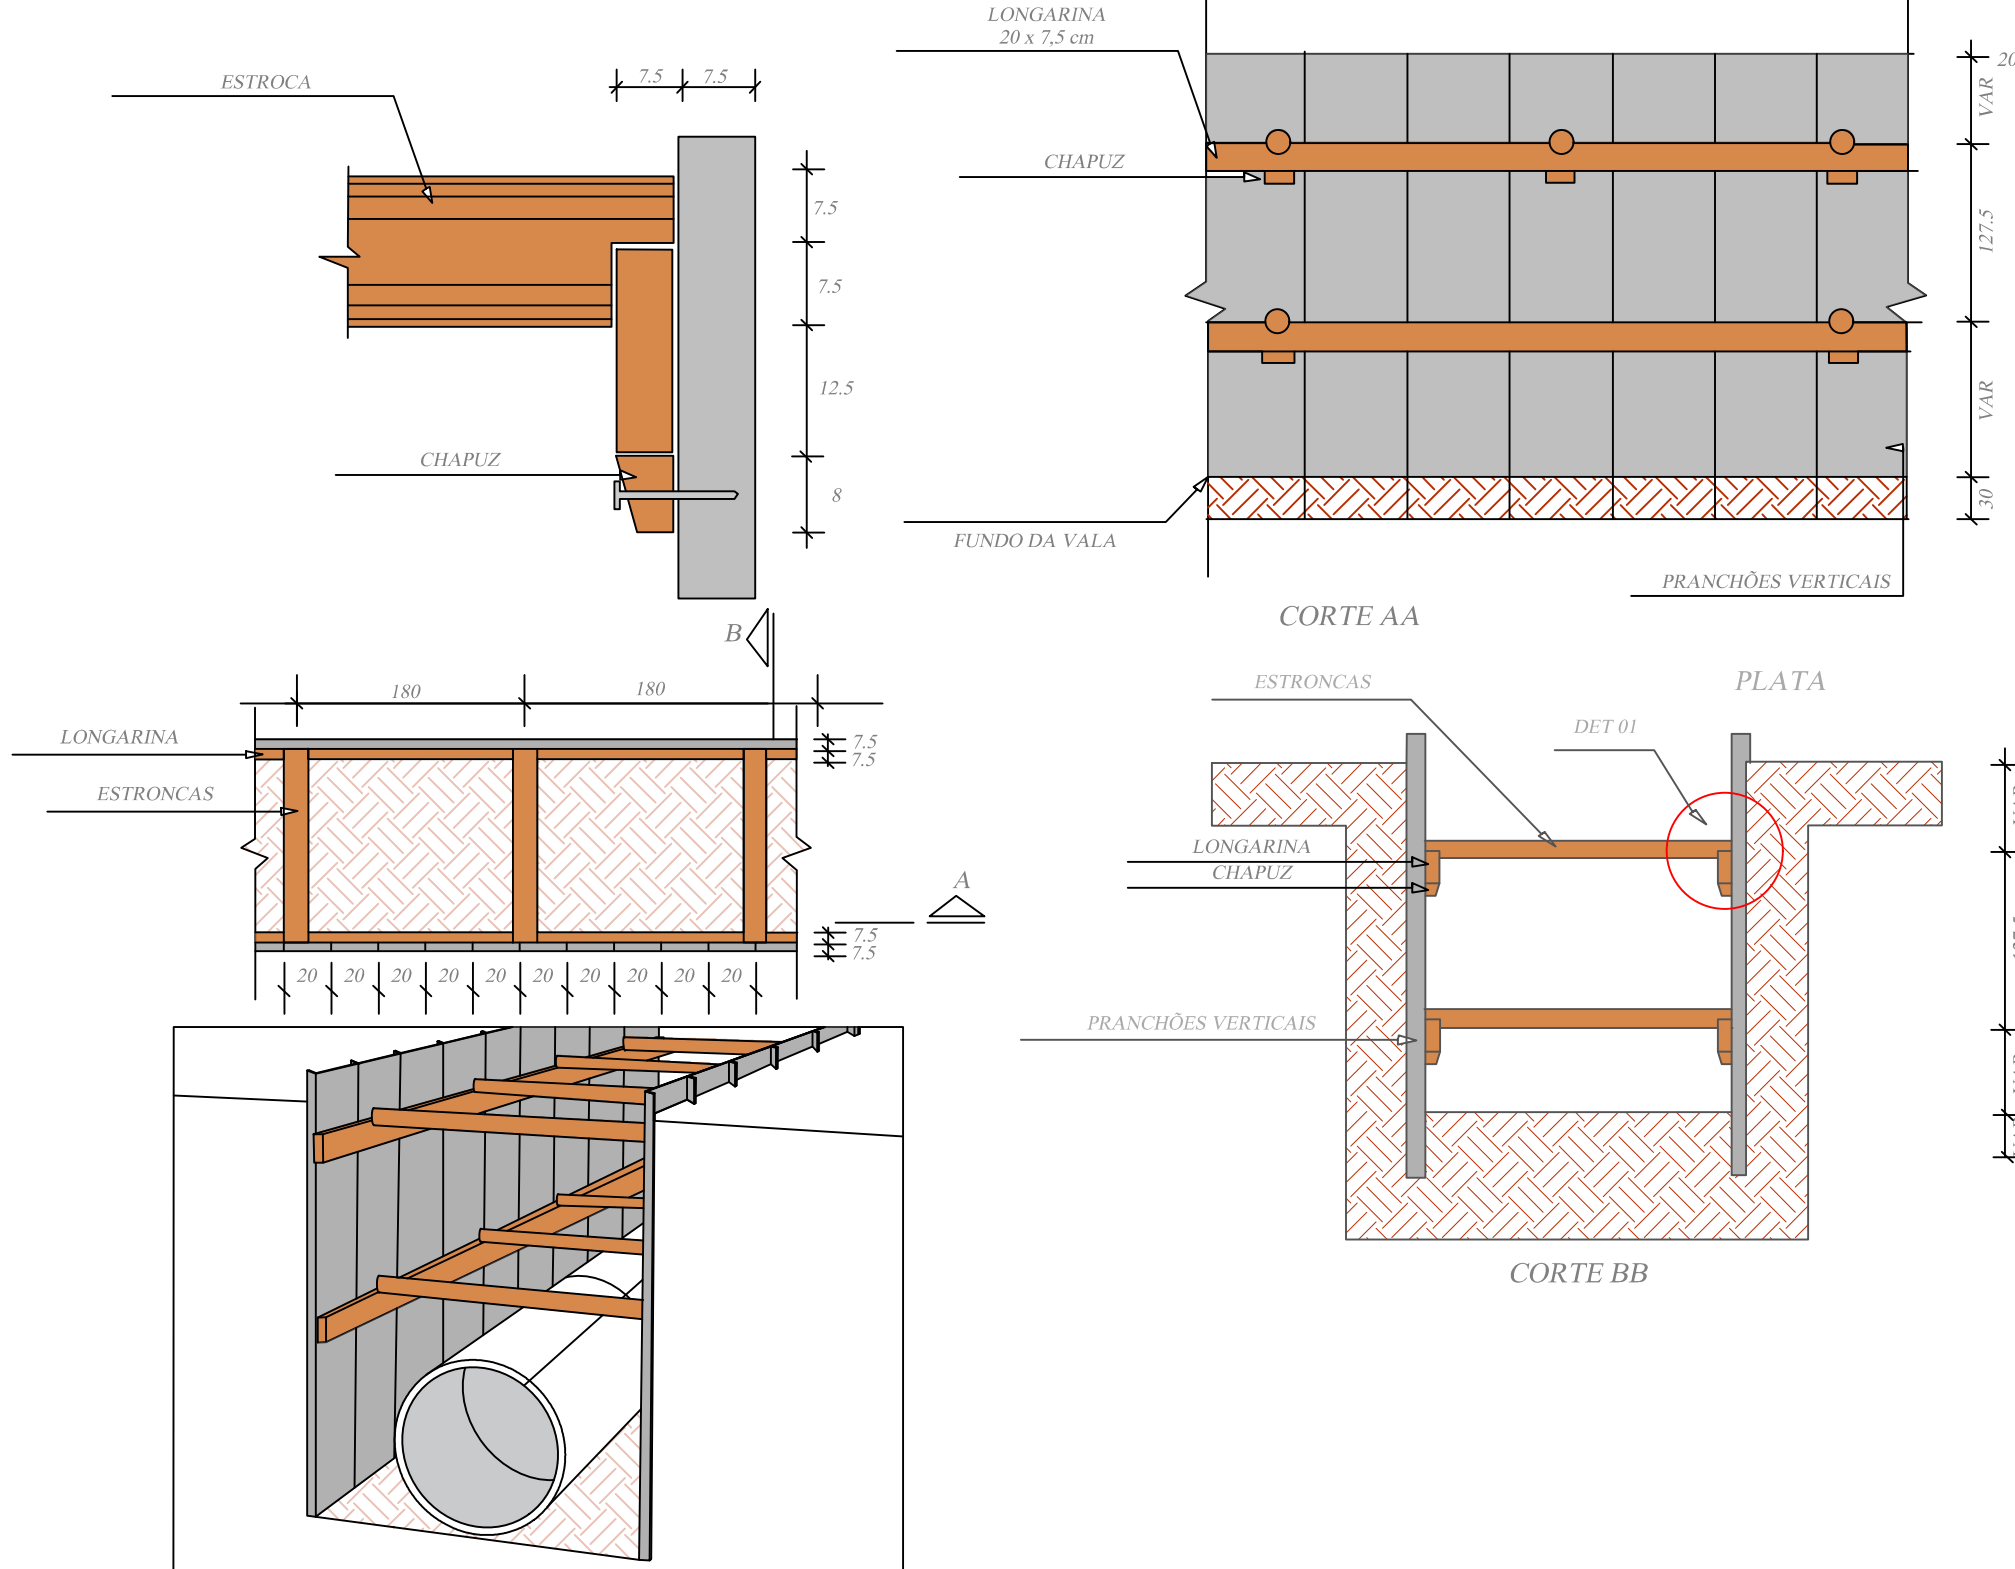 ESTROCA
7.5 7.5
7.5
7.5
12.5
8
CHAPUZ
LONGARINA
20 x 7,5 cm
CHAPUZ
20
VAR
127.5
VAR
30
FUNDO DA VALA
PRANCHÕES VERTICAIS
CORTE AA
B
180 180
LONGARINA
7.5
7.5
ESTRONCAS
A
7.5
7.5
20 20 20 20 20 20 20 20 20 20
ESTRONCAS
PLATA
DET 01
LONGARINA
CHAPUZ
PRANCHÕES VERTICAIS
CORTE BB